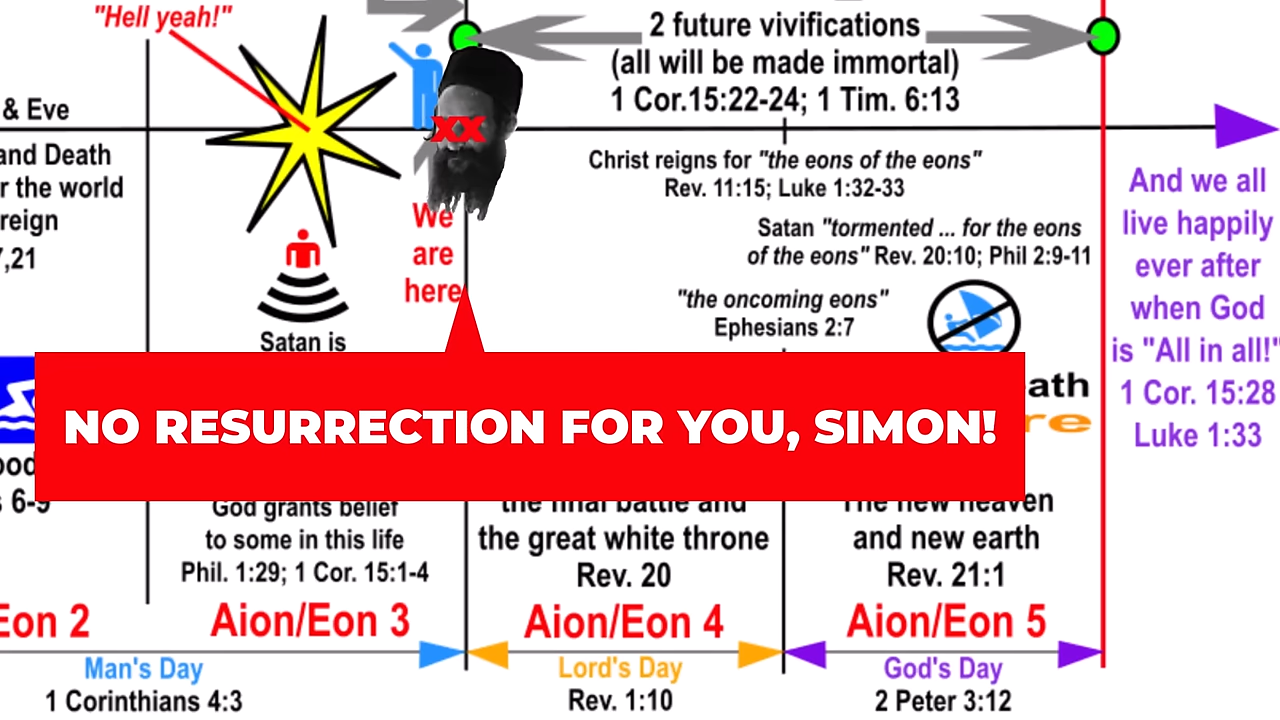 "Hell yeah!"
2 future vivifications
(all will be made immortal)
1 Cor.15:22-24; 1 Tim. 6:13
& Eve
and Death
r the world
reign
7,21
XX
We
are
here
Christ reigns for "the eons of the eons"
Rev. 11:15; Luke 1:32-33
Satan "tormented ... for the eons
of the eons" Rev. 20:10; Phil 2:9-11
"the oncoming eons"
Ephesians 2:7
And we all
live happily
ever after
when God
is "All in all!"
1 Cor. 15:28
Luke 1:33
Satan is
ath
re
NO RESURRECTION FOR YOU, SIMON!
ood
s 6-9
God grants belief
to some in this life
Phil. 1:29; 1 Cor. 15:1-4
the final battle and
the great white throne
Rev. 20
The new heaven
and new earth
Rev. 21:1
Eon 2
Aion/Eon 3
Aion/Eon 4
Aion/Eon 5
Man's Day
1 Corinthians 4:3
Lord's Day
Rev. 1:10
God's Day
2 Peter 3:12